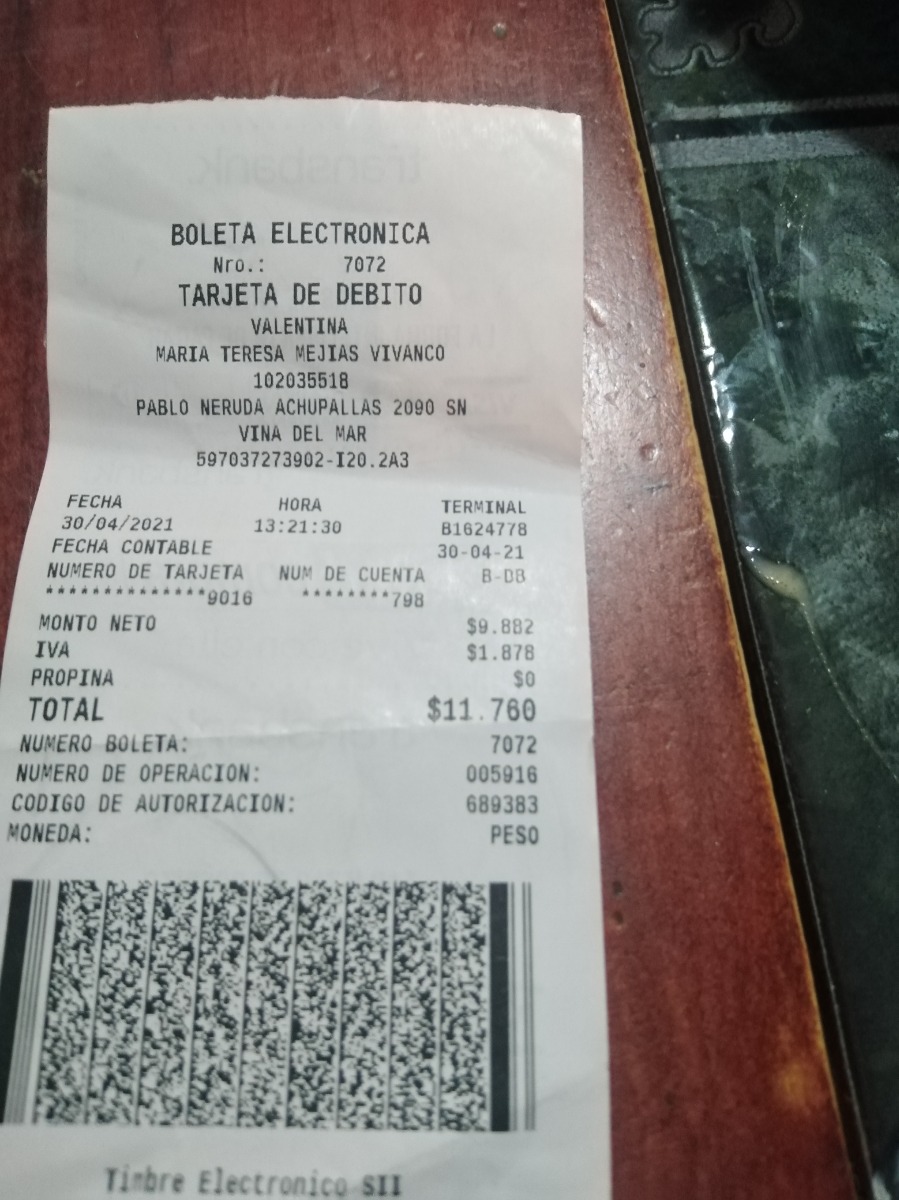 BOLETA ELECTRONICA
Nro.: 7072
TARJETA DE DEBITO
VALENTINA
MARIA TERESA MEJIAS VIVANCO
102035518
PABLO NERUDA ACHUPALLAS 2090 SN
VINA DEL MAR
597037273902-I20.2A3
FECHA HORA TERMINAL
30/04/2021 13:21:30 B1624778
FECHA CONTABLE 30-04-21
NUMERO DE TARJETA NUM DE CUENTA B-DB
**************9016 ********798
MONTO NETO $9.882
IVA $1.878
PROPINA $0
TOTAL $11.760
NUMERO BOLETA: 7072
NUMERO DE OPERACION: 005916
CODIGO DE AUTORIZACION: 689383
MONEDA: PESO
Timbre Electronico SII